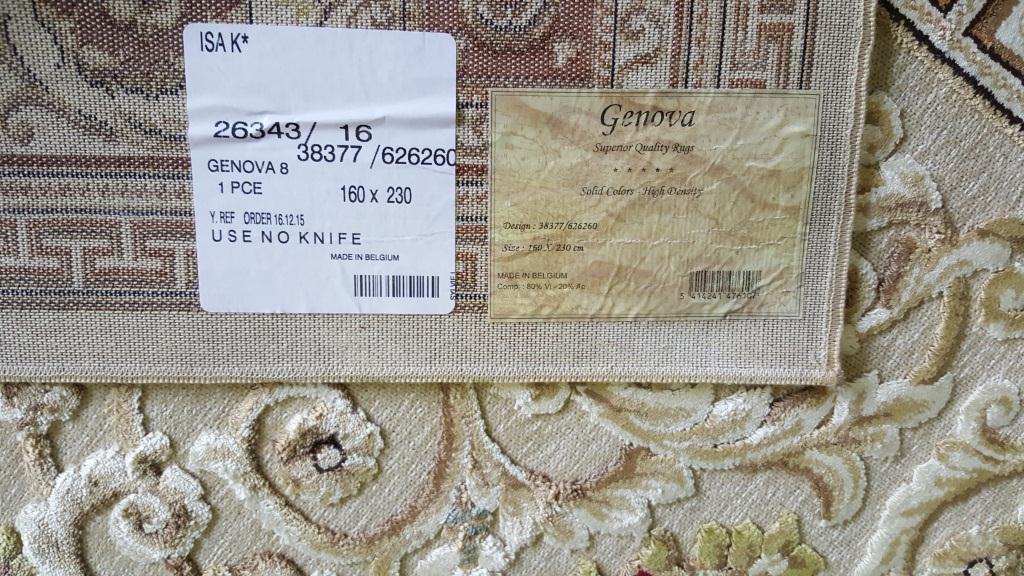 ISA K*
26343/ 16
38377 /626260
GENOVA 8
1 PCE
160 x 230
Y. REF ORDER 16.12.15
USE NO KNIFE
MADE IN BELGIUM
Genova
Superior Quality Rugs
* * * * *
Solid Colors - High Density
Design : 38377/626260
Size : 160 X 230 cm
MADE IN BELGIUM
Comp. : 80% Vi - 20% Ac